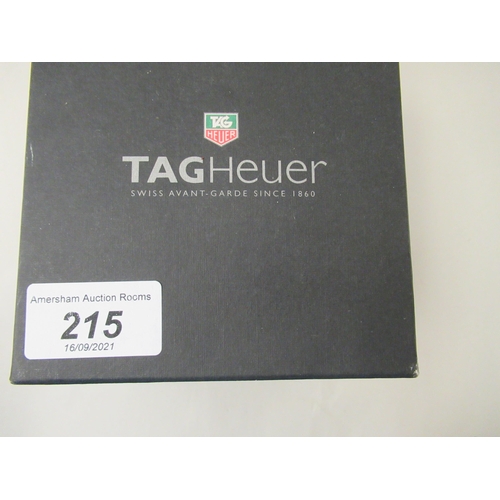 TAG
HEUER
TAGHeuer
SWISS AVANT-GARDE SINCE 1860
Amersham Auction Rooms
215
16/09/2021